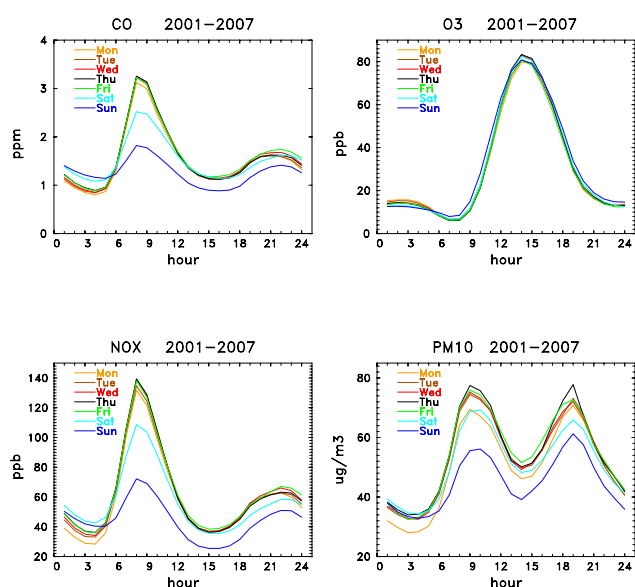 CO 2001-2007
4
3
2
1
0
ppm
Mon
Tue
Wed
Thu
Fri
Sat
Sun
0 3 6 9 12 15 18 21 24
hour
O3 2001-2007
80
60
40
20
0
ppb
Mon
Tue
Wed
Thu
Fri
Sat
Sun
0 3 6 9 12 15 18 21 24
hour
NOX 2001-2007
140
120
100
80
60
40
20
ppb
Mon
Tue
Wed
Thu
Fri
Sat
Sun
0 3 6 9 12 15 18 21 24
hour
PM10 2001-2007
80
60
40
20
ug/m3
Mon
Tue
Wed
Thu
Fri
Sat
Sun
0 3 6 9 12 15 18 21 24
hour